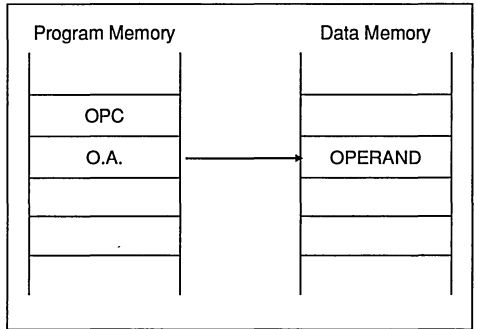 Program Memory
Data Memory
OPC
O.A.
OPERAND